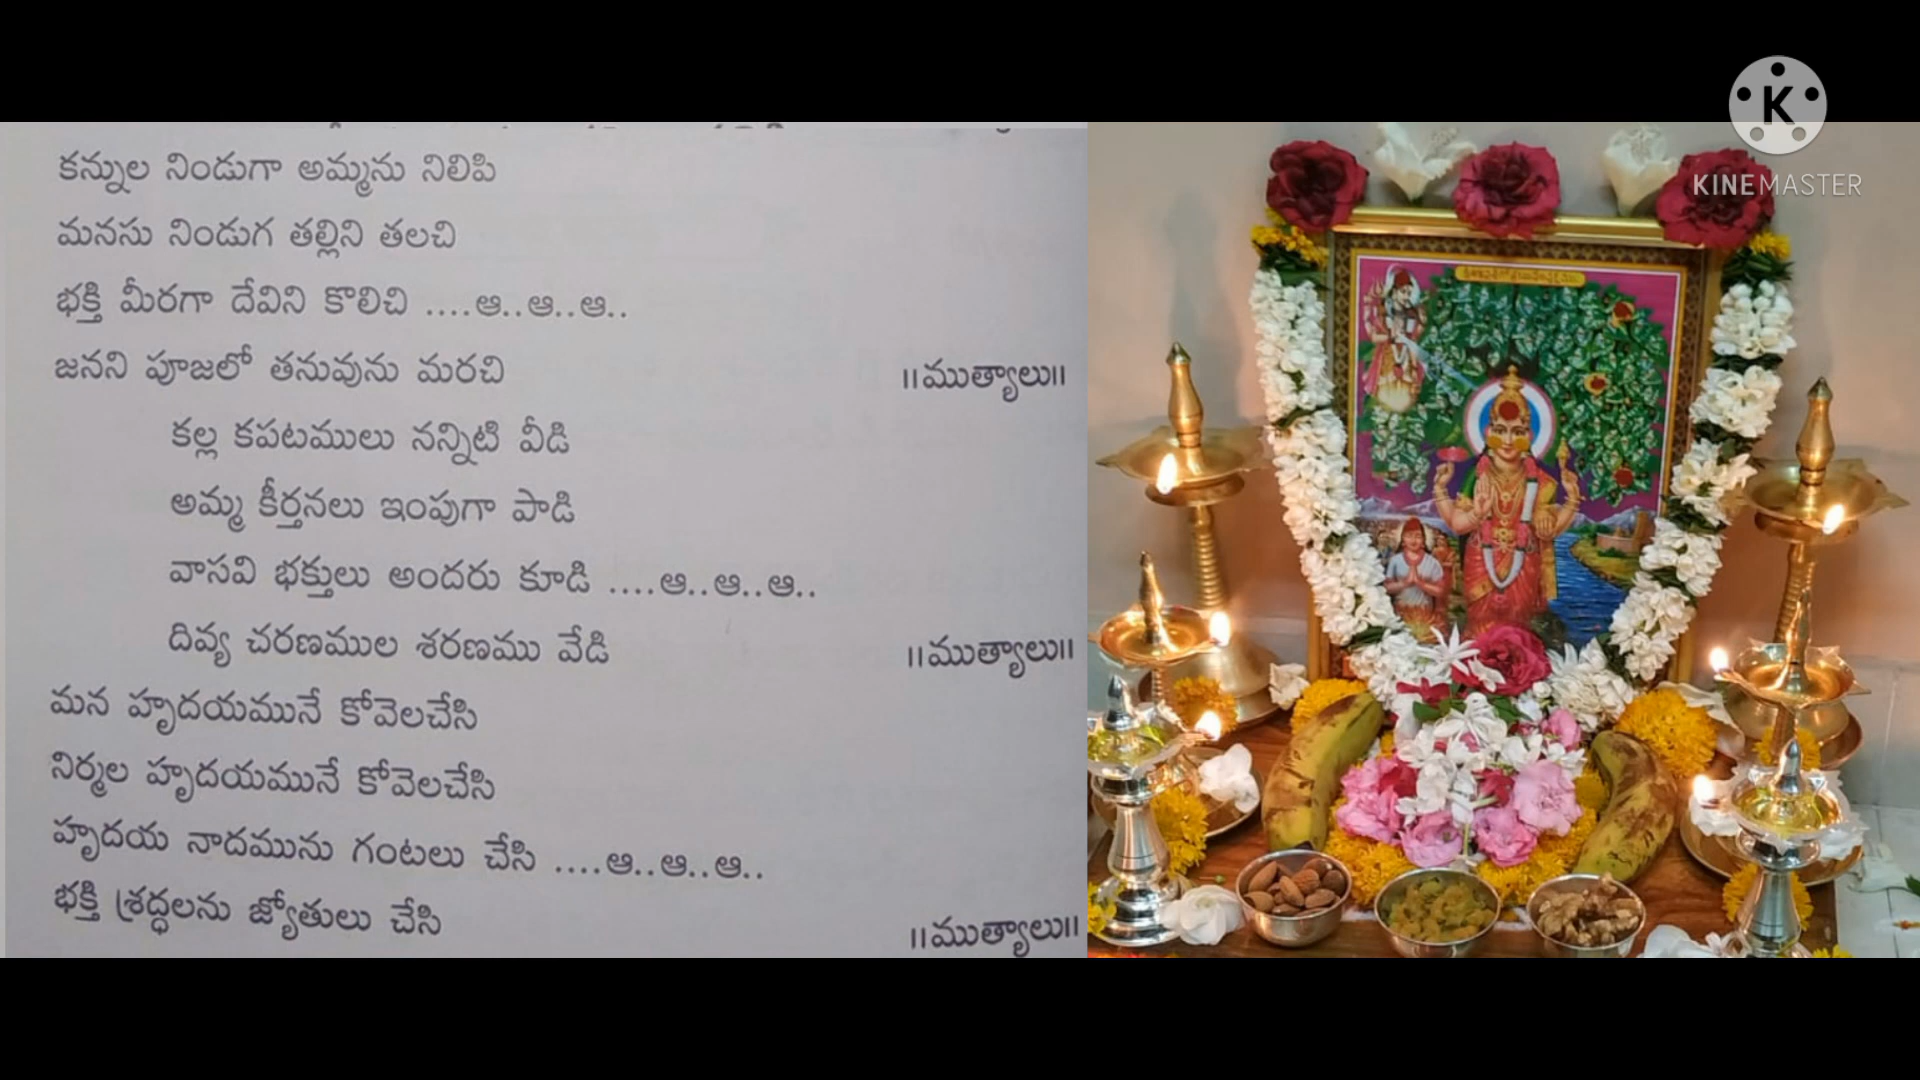 కన్నుల నిండుగా అమ్మను నిలిపి
మనసు నిండుగ తల్లిని తలచి
భక్తి మీరగా దేవిని కొలిచి ....ఆ..ఆ..ఆ..
జనని పూజలో తనువును మరచి ॥ముత్యాలు॥
కల్ల కపటములు నన్నిటి వీడి
అమ్మ కీర్తనలు ఇంపుగా పాడి
వాసవి భక్తులు అందరు కూడి ....ఆ..ఆ..ఆ..
దివ్య చరణముల శరణము వేడి ॥ముత్యాలు॥
మన హృదయమునే కోవెలచేసి
నిర్మల హృదయమునే కోవెలచేసి
హృదయ నాదమును గంటలు చేసి ....ఆ..ఆ..ఆ..
భక్తి శ్రద్ధలను జ్యోతులు చేసి ॥ముత్యాలు॥
K
KINEMASTER